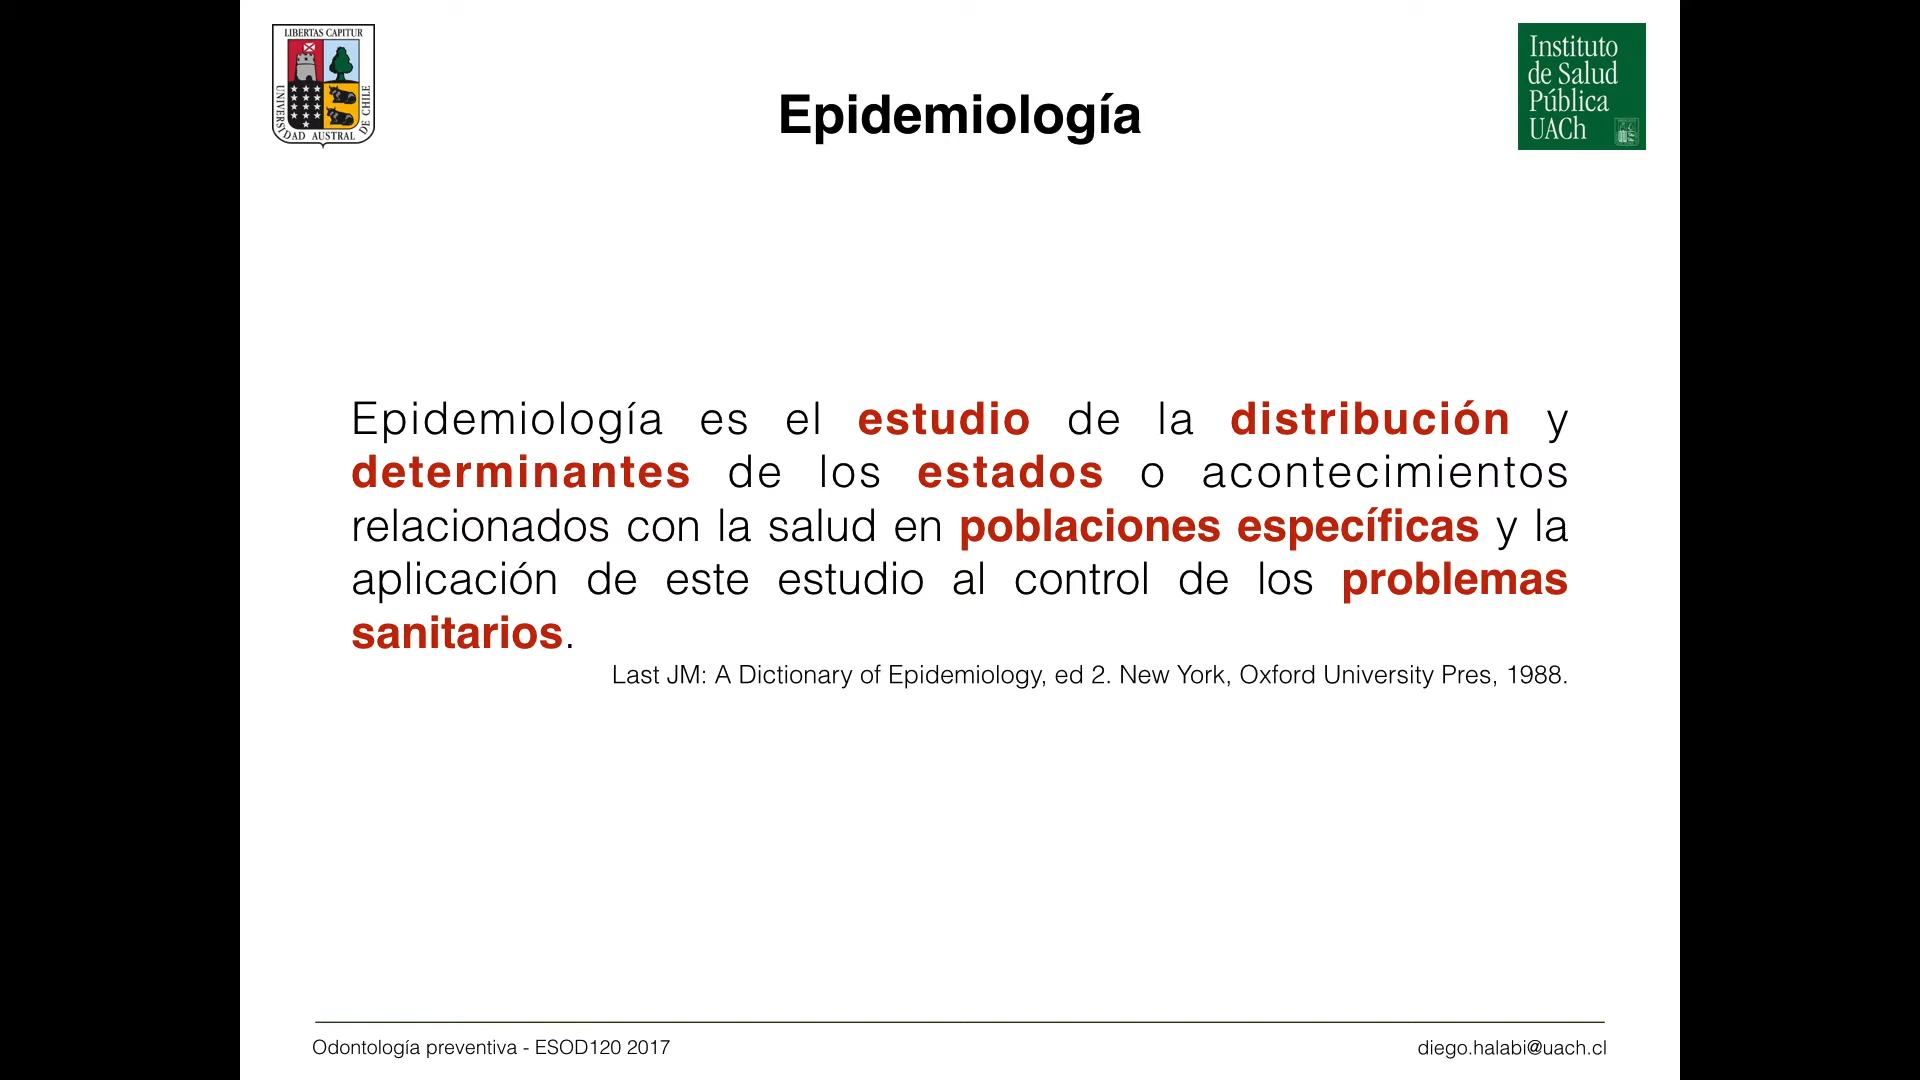 LIBERTAS CAPITUR
UNIVERSIDAD AUSTRAL DE CHILE
Epidemiología
Instituto
de Salud
Pública
UACh
Epidemiología es el estudio de la distribución y
determinantes de los estados o acontecimientos
relacionados con la salud en poblaciones específicas y la
aplicación de este estudio al control de los problemas
sanitarios.
Last JM: A Dictionary of Epidemiology, ed 2. New York, Oxford University Pres, 1988.
Odontología preventiva - ESOD120 2017
diego.halabi@uach.cl